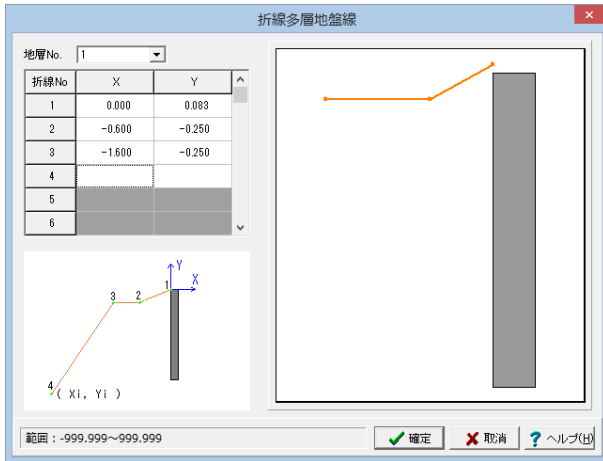 折線多層地盤線
地層No. 1
折線No X Y
1 0.000 0.083
2 -0.600 -0.250
3 -1.600 -0.250
4
5
6
Y
X
1
2
3
4
( Xi, Yi )
範囲：-999.999～999.999
確定
取消
ヘルプ(H)